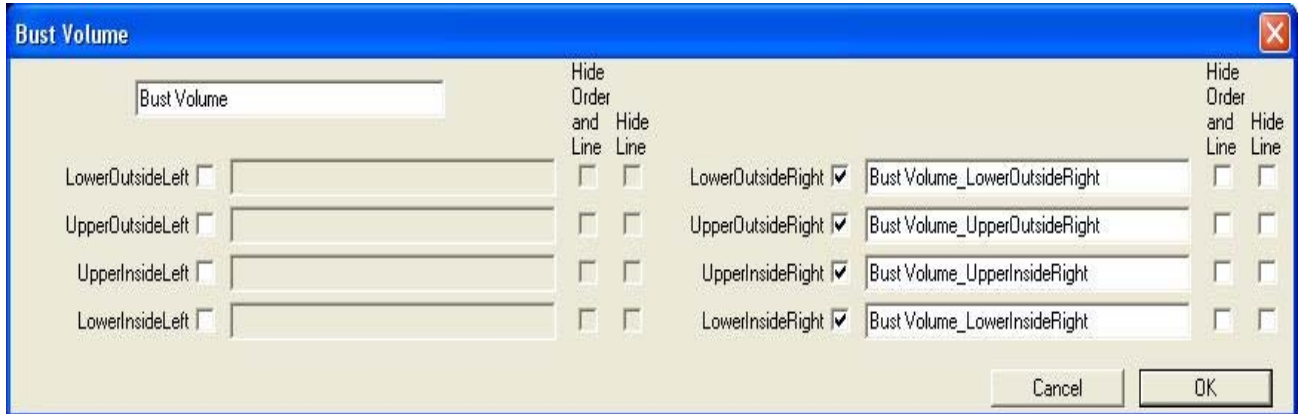 Bust Volume
Bust Volume
Hide Order and Line
Hide Line
Hide Order and Line
Hide Line
LowerOutsideLeft
LowerOutsideRight Bust Volume_LowerOutsideRight
UpperOutsideLeft
UpperOutsideRight Bust Volume_UpperOutsideRight
UpperInsideLeft
UpperInsideRight Bust Volume_UpperInsideRight
LowerInsideLeft
LowerInsideRight Bust Volume_LowerInsideRight
Cancel
OK